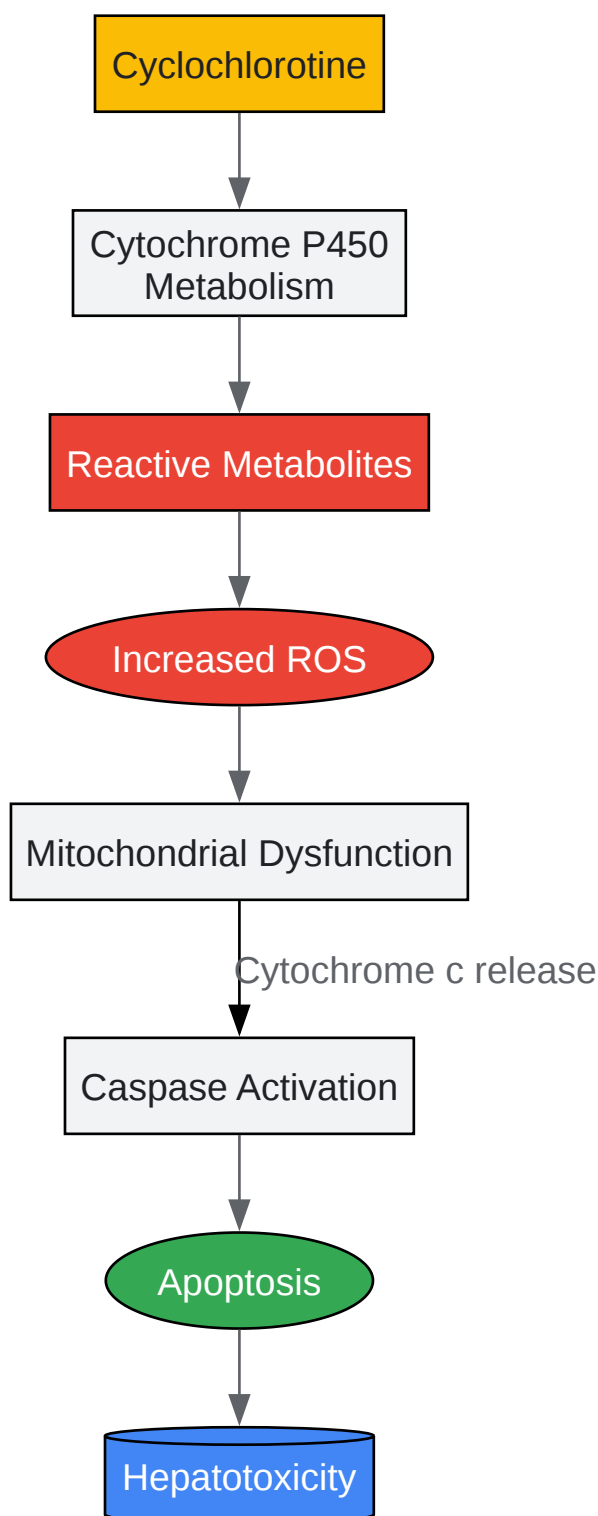 Cyclochlorotine
Cytochrome P450
Metabolism
Reactive Metabolites
Increased ROS
Mitochondrial Dysfunction
Cytochrome c release
Caspase Activation
Apoptosis
Hepatotoxicity